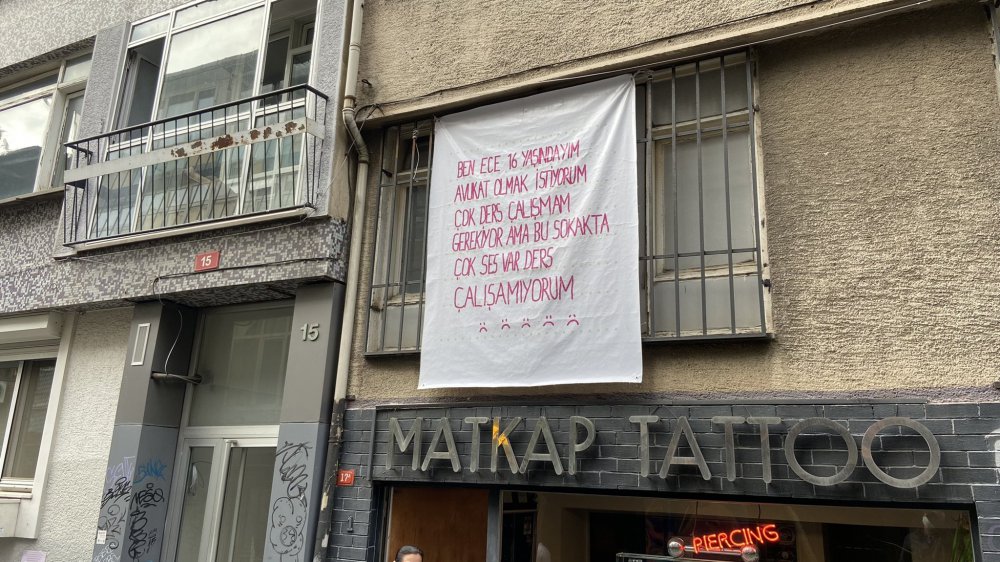 BEN ECE 16 YAŞINDAYIM
AVUKAT OLMAK İSTİYORUM
ÇOK DERS ÇALIŞMAM
GEREKİYOR AMA BU SOKAKTA
ÇOK SES VAR DERS
ÇALIŞAMIYORUM
15
15
MATKAP TATTOO
PIERCING